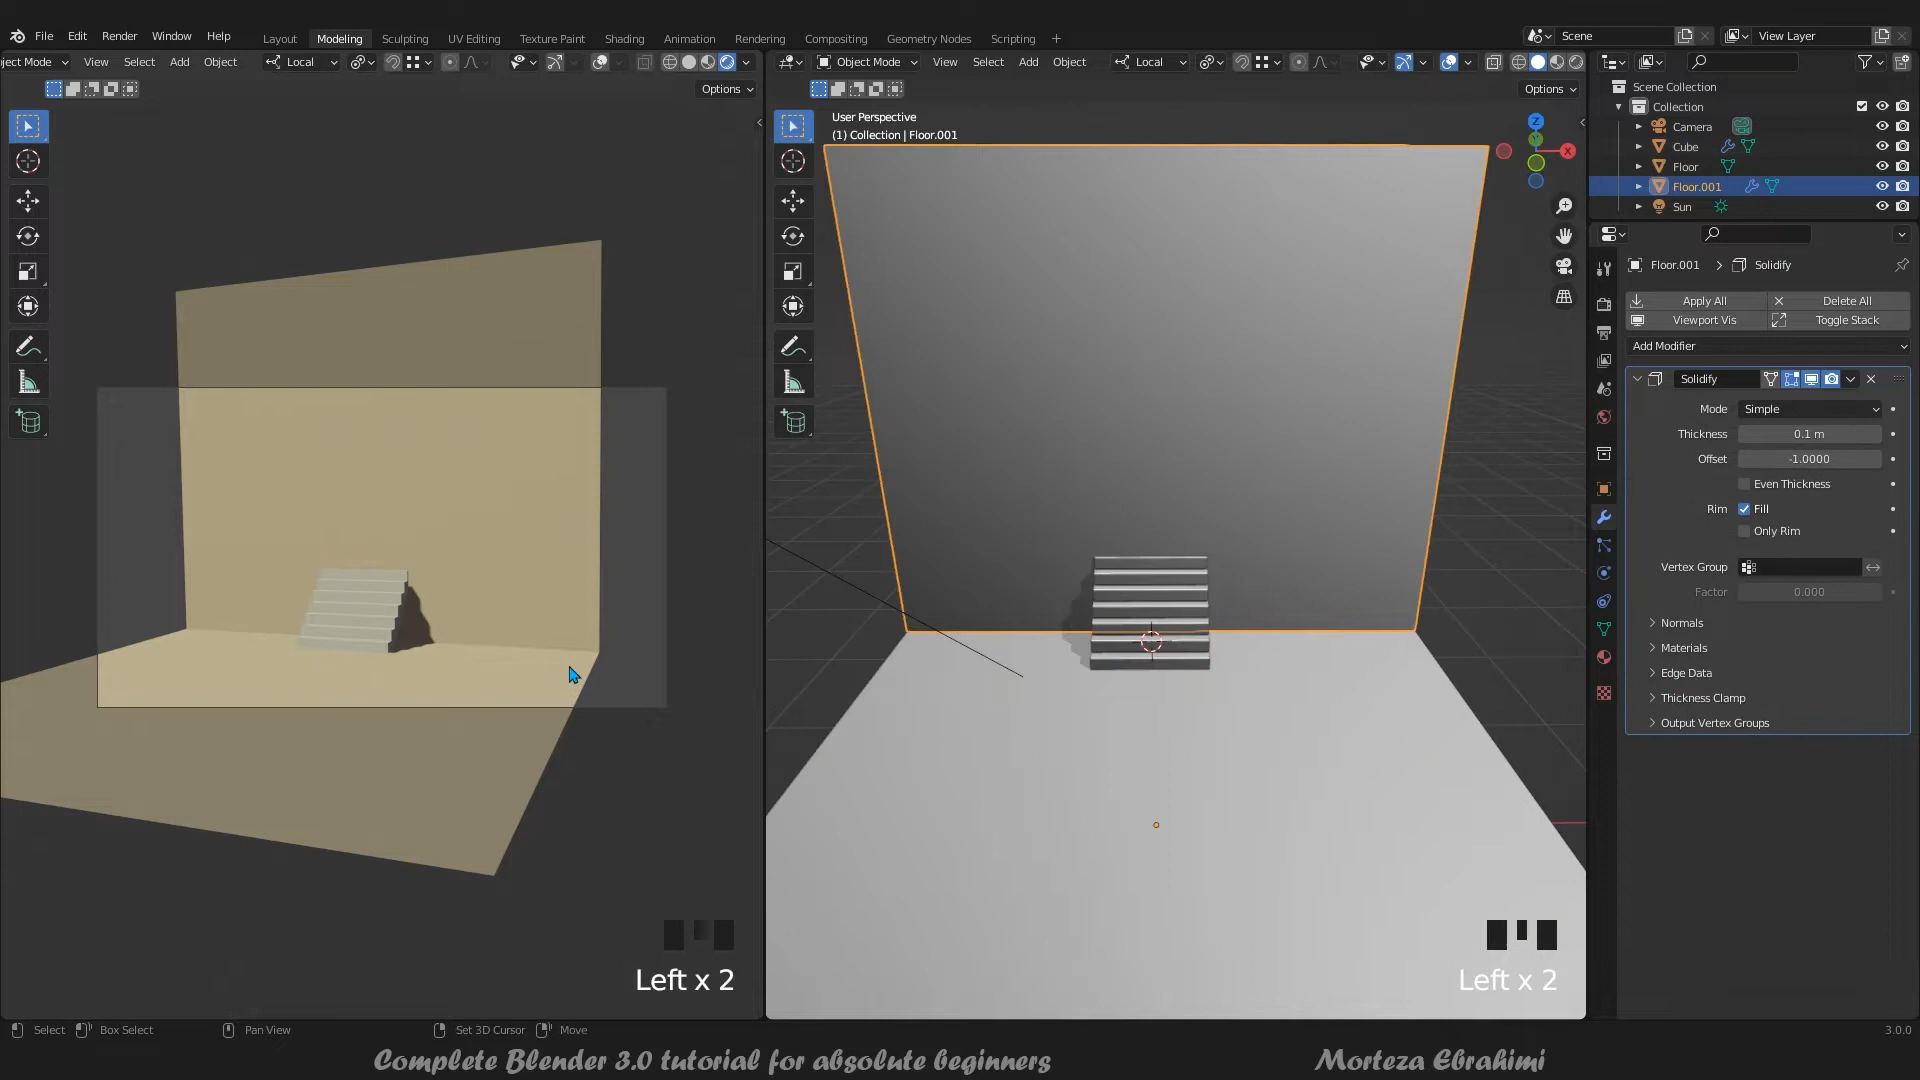 File Edit Render Window Help
Layout Modeling Sculpting UV Editing Texture Paint Shading Animation Rendering Compositing Geometry Nodes Scripting +
Scene
View Layer
ject Mode View Select Add Object Local
Object Mode View Select Add Object Local
Options
Options
User Perspective
(1) Collection | Floor.001
Z
Y
X
Scene Collection
Collection
Camera
Cube
Floor
Floor.001
Sun
Floor.001 > Solidify
Apply All Delete All
Viewport Vis Toggle Stack
Add Modifier
Solidify
Mode Simple
Thickness 0.1 m
Offset -1.0000
Even Thickness
Rim Fill
Only Rim
Vertex Group
Factor 0.000
Normals
Materials
Edge Data
Thickness Clamp
Output Vertex Groups
Left x 2
Left x 2
Select Box Select Pan View Set 3D Cursor Move 3.0.0
Complete Blender 3.0 tutorial for absolute beginners
Morteza Ebrahimi